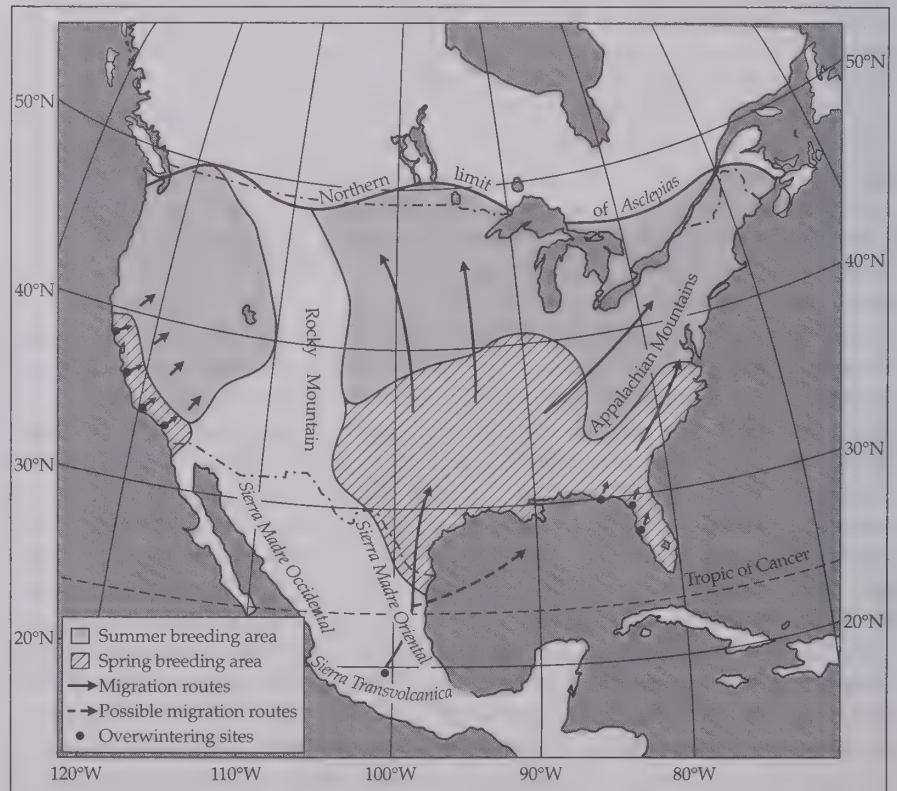 50°N
50°N
Northern limit of Asclepias
40°N
40°N
Rocky Mountain
Appalachian Mountains
30°N
30°N
Sierra Madre Occidental
Sierra Madre Oriental
Tropic of Cancer
20°N
20°N
Sierra Transvolcanica
Summer breeding area
Spring breeding area
Migration routes
Possible migration routes
Overwintering sites
120°W
110°W
100°W
90°W
80°W